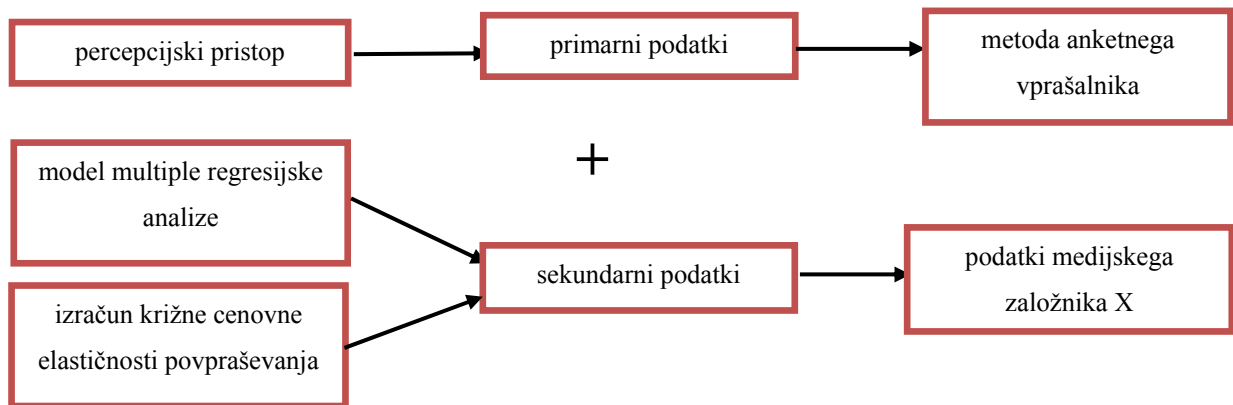 percepcijski pristop
primarni podatki
metoda anketnega
vprašalnika
+
model multiple regresijske
analize
sekundarni podatki
podatki medijskega
založnika X
izračun križne cenovne
elastičnosti povpraševanja